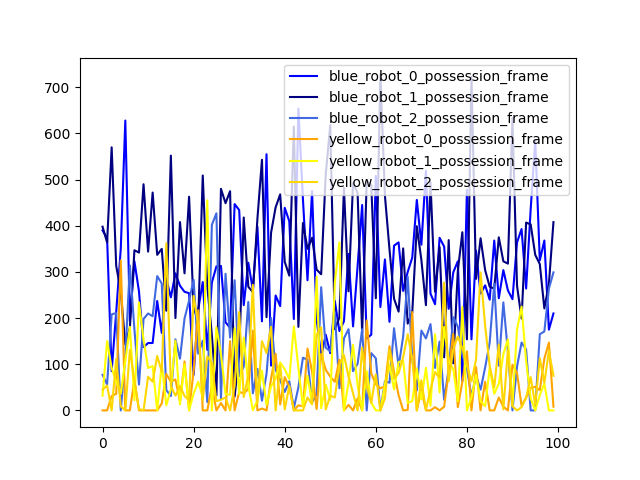 blue_robot_0_possession_frame
blue_robot_1_possession_frame
blue_robot_2_possession_frame
yellow_robot_0_possession_frame
yellow_robot_1_possession_frame
yellow_robot_2_possession_frame
700
600
500
400
300
200
100
0
0 20 40 60 80 100